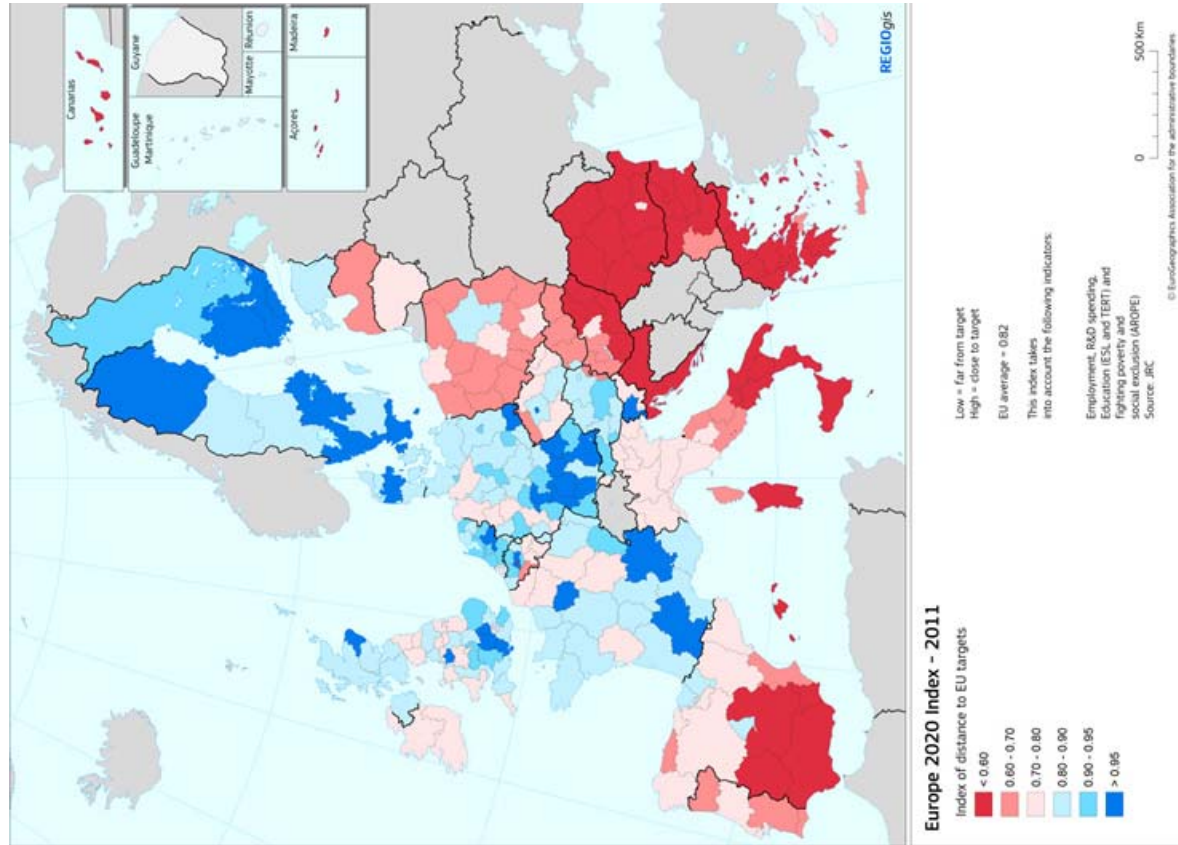 Canarias
Guadeloupe
Martinique
Guyane
Mayotte
Réunion
Açores
Madeira
REGIOgis
Europe 2020 Index - 2011
Index of distance to EU targets
< 0.60
0.60 - 0.70
0.70 - 0.80
0.80 - 0.90
0.90 - 0.95
> 0.95
Low = far from target
High = close to target
EU average = 0.82
This index takes
into account the following indicators:
Employment, R&D spending,
Education (ESL and TERT) and
fighting poverty and
social exclusion (AROPE)
Source: JRC
0
500 Km
© EuroGeographics Association for the administrative boundaries